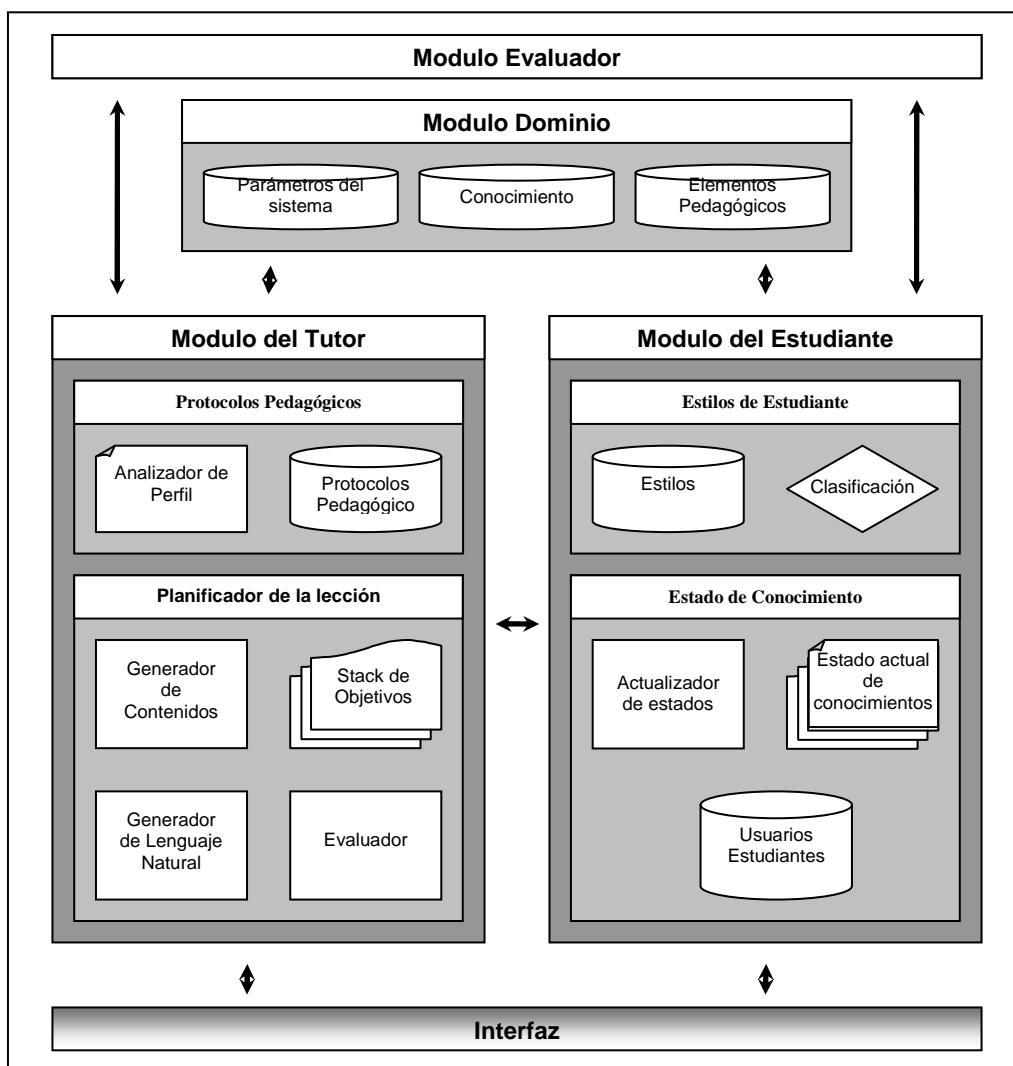 Modulo Evaluador
Modulo Dominio
Parámetros del
sistema
Conocimiento
Elementos
Pedagógicos
Modulo del Tutor
Protocolos Pedagógicos
Analizador de
Perfil
Protocolos
Pedagógico
Planificador de la lección
Generador
de
Contenidos
Stack de
Objetivos
Generador
de Lenguaje
Natural
Evaluador
Modulo del Estudiante
Estilos de Estudiante
Estilos
Clasificación
Estado de Conocimiento
Actualizador
de estados
Estado actual
de
conocimientos
Usuarios
Estudiantes
Interfaz